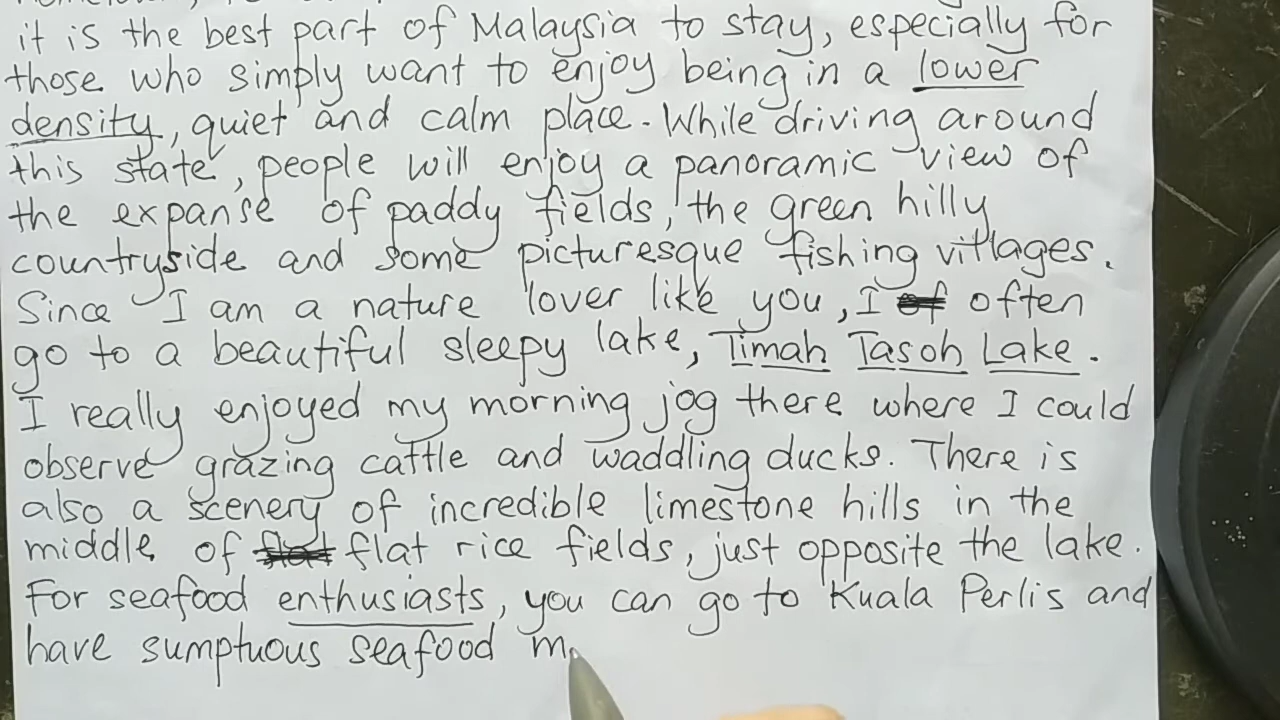 it is the best part of Malaysia to stay, especially for
those who simply want to enjoy being in a lower
density, quiet and calm place. While driving around
this state, people will enjoy a panoramic view of
the expanse of paddy fields, the green hilly
countryside and some picturesque fishing villages.
Since I am a nature lover like you, I of often
go to a beautiful sleepy lake, Timah Tasoh Lake.
I really enjoyed my morning jog there where I could
observe grazing cattle and waddling ducks. There is
also a scenery of incredible limestone hills in the
middle of flat rice fields, just opposite the lake.
For seafood enthusiasts, you can go to Kuala Perlis and
have sumptuous seafood m